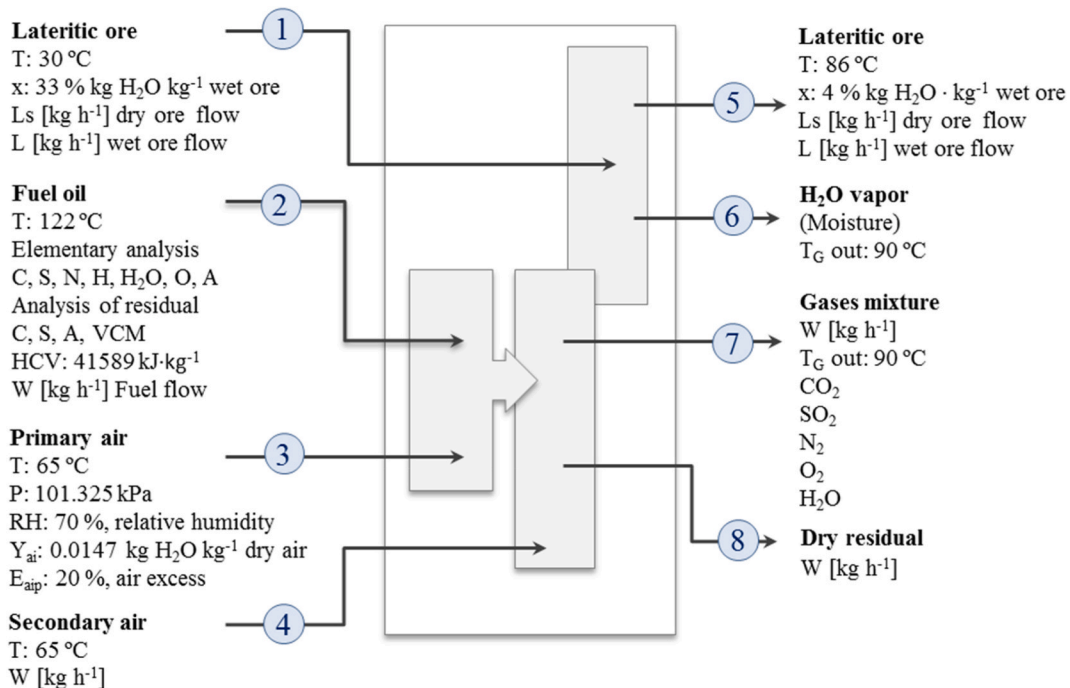 Lateritic ore
T: 30 ºC
x: 33 % kg H₂O kg⁻¹ wet ore
Ls [kg h⁻¹] dry ore flow
L [kg h⁻¹] wet ore flow
1
Fuel oil
T: 122 ºC
Elementary analysis
C, S, N, H, H₂O, O, A
Analysis of residual
C, S, A, VCM
HCV: 41589 kJ·kg⁻¹
W [kg h⁻¹] Fuel flow
2
Primary air
T: 65 ºC
P: 101.325 kPa
RH: 70 %, relative humidity
Yₐᵢ: 0.0147 kg H₂O kg⁻¹ dry air
Eₐᵢₚ: 20 %, air excess
3
Secondary air
T: 65 ºC
W [kg h⁻¹]
4
5
Lateritic ore
T: 86 ºC
x: 4 % kg H₂O · kg⁻¹ wet ore
Ls [kg h⁻¹] dry ore flow
L [kg h⁻¹] wet ore flow
6
H₂O vapor
(Moisture)
T_G out: 90 ºC
7
Gases mixture
W [kg h⁻¹]
T_G out: 90 ºC
CO₂
SO₂
N₂
O₂
H₂O
8
Dry residual
W [kg h⁻¹]